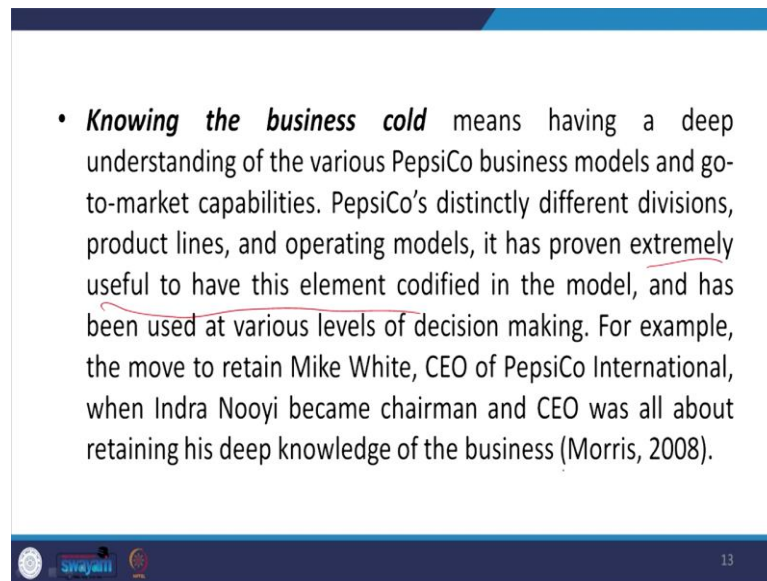 • Knowing the business cold means having a deep
understanding of the various PepsiCo business models and go-
to-market capabilities. PepsiCo's distinctly different divisions,
product lines, and operating models, it has proven extremely
useful to have this element codified in the model, and has
been used at various levels of decision making. For example,
the move to retain Mike White, CEO of PepsiCo International,
when Indra Nooyi became chairman and CEO was all about
retaining his deep knowledge of the business (Morris, 2008).
swayam
13